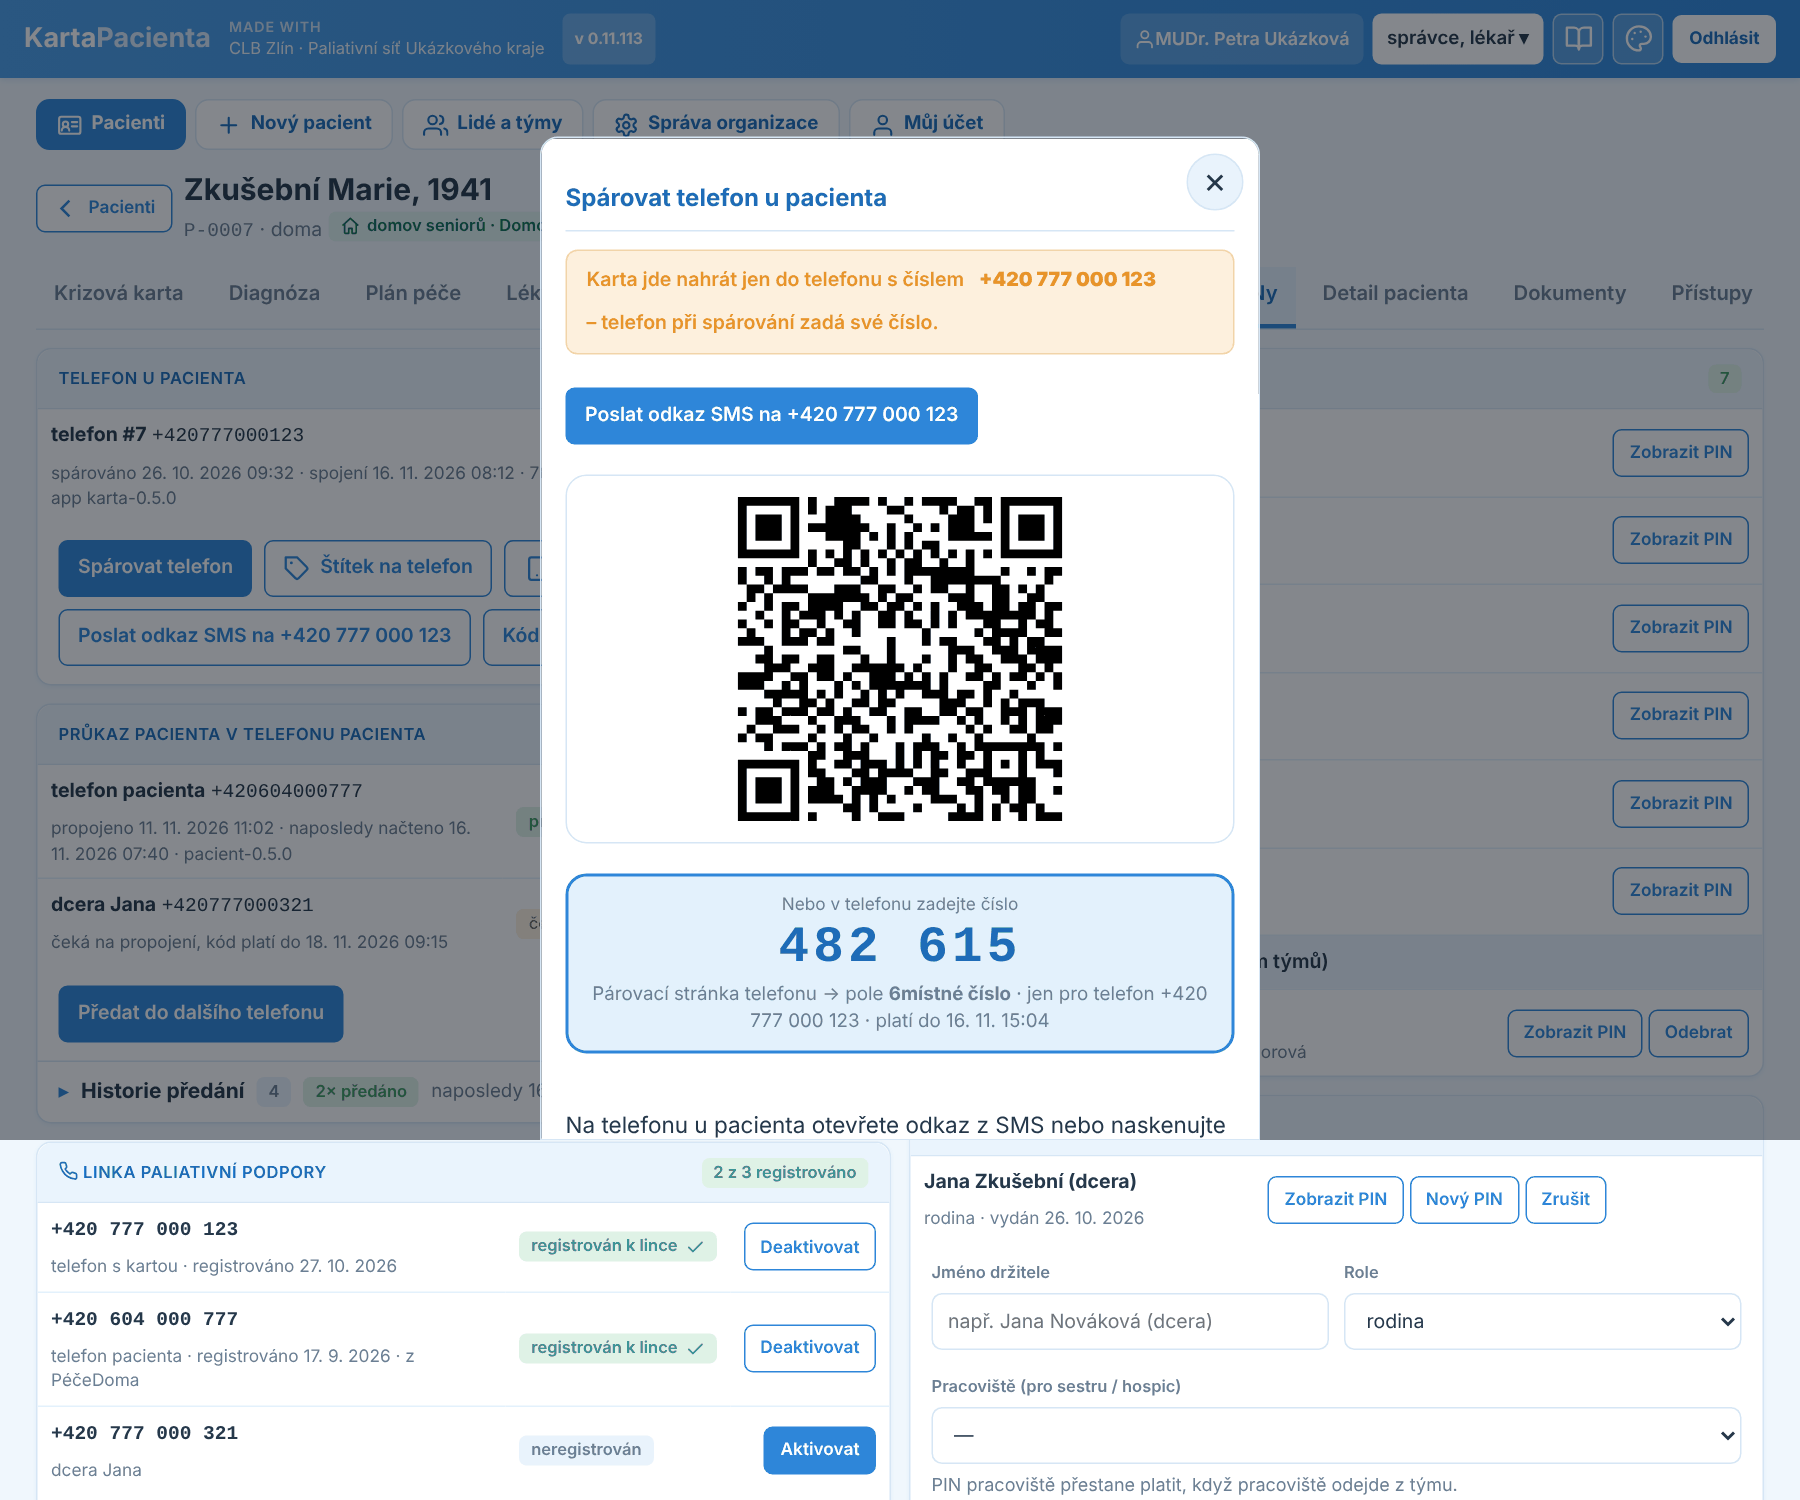 KartaPacienta
MADE WITH
CLB Zlín · Paliativní síť Ukázkového kraje
v 0.11.113
MUDr. Petra Ukázková
správce, lékař ▾
Odhlásit
Pacienti
Nový pacient
Lidé a týmy
Správa organizace
Můj účet
Pacienti
Zkušební Marie, 1941
P-0007 · doma
domov seniorů ·
Krizová karta
Diagnóza
Plán péče
Detail pacienta
Dokumenty
Přístupy
Spárovat telefon u pacienta
Karta jde nahrát jen do telefonu s číslem +420 777 000 123
– telefon při spárování zadá své číslo.
Poslat odkaz SMS na +420 777 000 123
Nebo v telefonu zadejte číslo
482 615
Párovací stránka telefonu → pole 6místné číslo · jen pro telefon +420
777 000 123 · platí do 16. 11. 15:04
Na telefonu u pacienta otevřete odkaz z SMS nebo naskenujte
TELEFON U PACIENTA
telefon #7 +420777000123
spárováno 26. 10. 2026 09:32 · spojení 16. 11. 2026 08:12 ·
app karta-0.5.0
Spárovat telefon
Štítek na telefon
Poslat odkaz SMS na +420 777 000 123
PRŮKAZ PACIENTA V TELEFONU PACIENTA
telefon pacienta +420604000777
propojeno 11. 11. 2026 11:02 · naposledy načteno 16.
11. 2026 07:40 · pacient-0.5.0
dcera Jana +420777000321
čeká na propojení, kód platí do 18. 11. 2026 09:15
Předat do dalšího telefonu
▸ Historie předání
4
2× předáno
naposledy
7
Zobrazit PIN
Zobrazit PIN
Zobrazit PIN
Zobrazit PIN
Zobrazit PIN
Zobrazit PIN
týmů)
Zobrazit PIN
Odebrat
LINKA PALIATIVNÍ PODPORY
2 z 3 registrováno
+420 777 000 123
telefon s kartou · registrováno 27. 10. 2026
registrován k lince ✓
Deaktivovat
+420 604 000 777
telefon pacienta · registrováno 17. 9. 2026 · z
PéčeDoma
registrován k lince ✓
Deaktivovat
+420 777 000 321
dcera Jana
neregistrován
Aktivovat
Jana Zkušební (dcera)
rodina · vydán 26. 10. 2026
Zobrazit PIN
Nový PIN
Zrušit
Jméno držitele
Role
např. Jana Nováková (dcera)
rodina
Pracoviště (pro sestru / hospic)
—
PIN pracoviště přestane platit, když pracoviště odejde z týmu.